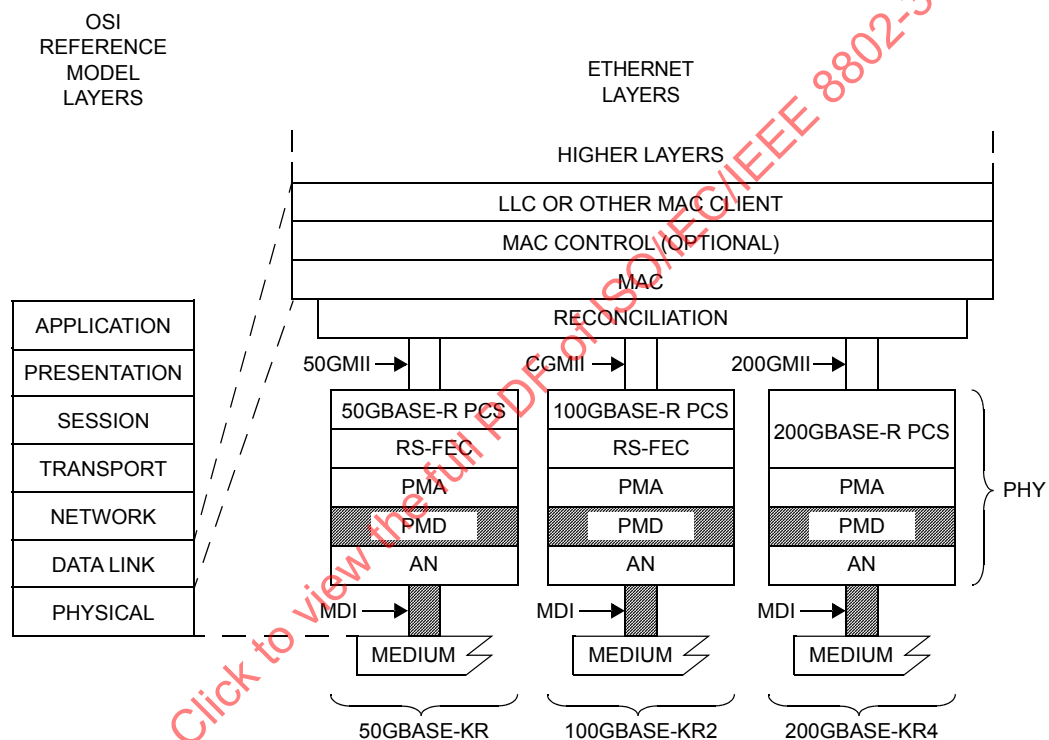 OSI
REFERENCE
MODEL
LAYERS
ETHERNET
LAYERS
HIGHER LAYERS
LLC OR OTHER MAC CLIENT
MAC CONTROL (OPTIONAL)
MAC
RECONCILIATION
APPLICATION
PRESENTATION
SESSION
TRANSPORT
NETWORK
DATA LINK
PHYSICAL
50GMII
CGMII
200GMII
50GBASE-R PCS
RS-FEC
PMA
PMD
AN
100GBASE-R PCS
RS-FEC
PMA
PMD
AN
200GBASE-R PCS
PMA
PMD
AN
PHY
MDI
MDI
MDI
MEDIUM
MEDIUM
MEDIUM
50GBASE-KR
100GBASE-KR2
200GBASE-KR4
Click to view the full PDF of ISO/IEC/IEEE 8802-3